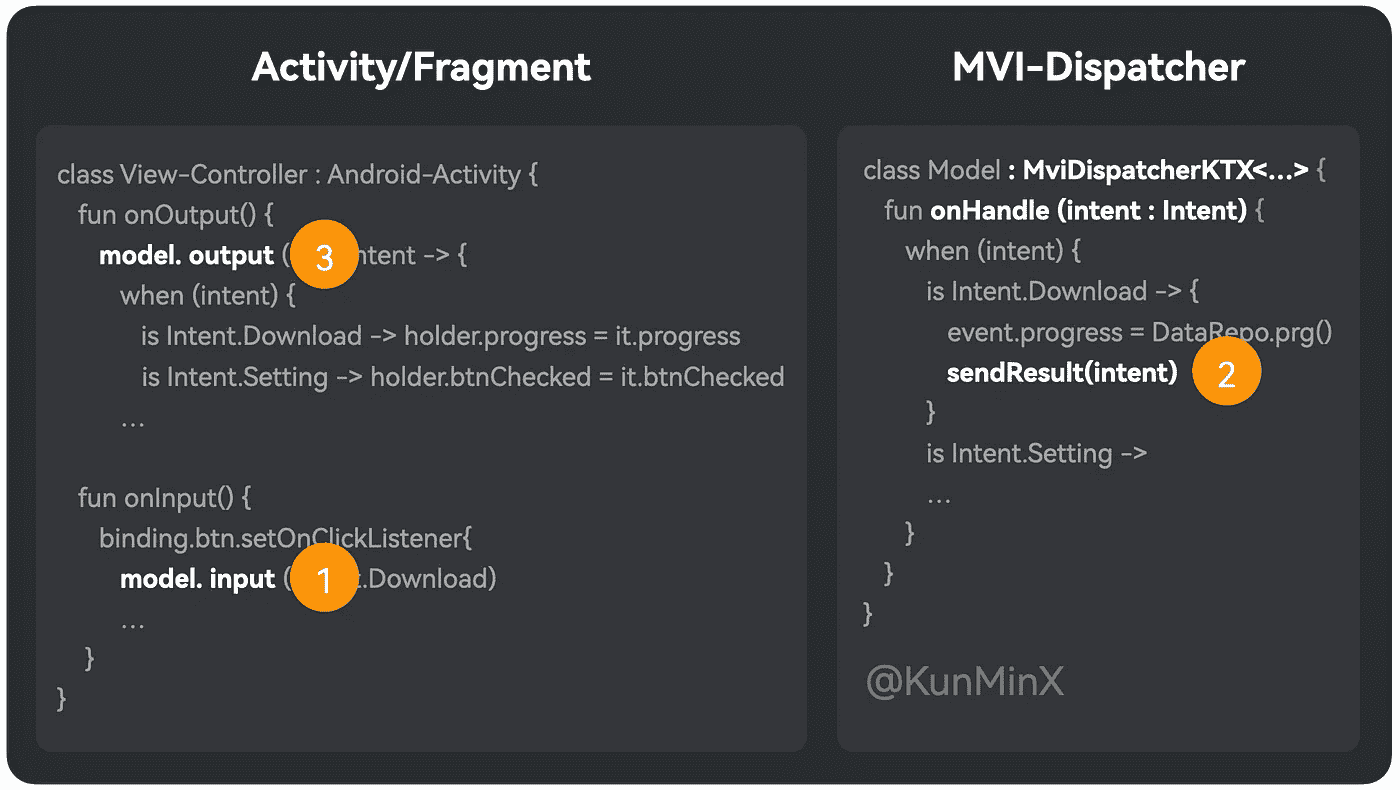 Activity/Fragment
class View-Controller : Android-Activity {
fun onOutput() {
model. output ( 3 ntent -> {
when (intent) {
is Intent.Download -> holder.progress = it.progress
is Intent.Setting -> holder.btnChecked = it.btnChecked
...
fun onInput() {
binding.btn.setOnClickListener{
model. input ( 1 t.Download)
...
}
}
MVI-Dispatcher
class Model : MviDispatcherKTX<...> {
fun onHandle (intent : Intent) {
when (intent) {
is Intent.Download -> {
event.progress = DataRepo.prg()
sendResult(intent) 2
}
is Intent.Setting ->
...
}
}
}
@KunMinX